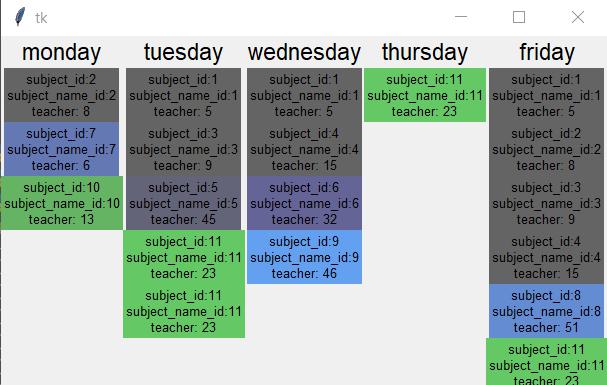 tk
monday
subject_id:2
subject_name_id:2
teacher: 8
subject_id:7
subject_name_id:7
teacher: 6
subject_id:10
subject_name_id:10
teacher: 13
tuesday
subject_id:1
subject_name_id:1
teacher: 5
subject_id:3
subject_name_id:3
teacher: 9
subject_id:5
subject_name_id:5
teacher: 45
subject_id:11
subject_name_id:11
teacher: 23
subject_id:11
subject_name_id:11
teacher: 23
wednesday
subject_id:1
subject_name_id:1
teacher: 5
subject_id:4
subject_name_id:4
teacher: 15
subject_id:6
subject_name_id:6
teacher: 32
subject_id:9
subject_name_id:9
teacher: 46
thursday
subject_id:11
subject_name_id:11
teacher: 23
friday
subject_id:1
subject_name_id:1
teacher: 5
subject_id:2
subject_name_id:2
teacher: 8
subject_id:3
subject_name_id:3
teacher: 9
subject_id:4
subject_name_id:4
teacher: 15
subject_id:8
subject_name_id:8
teacher: 51
subject_id:11
subject_name_id:11
teacher: 23